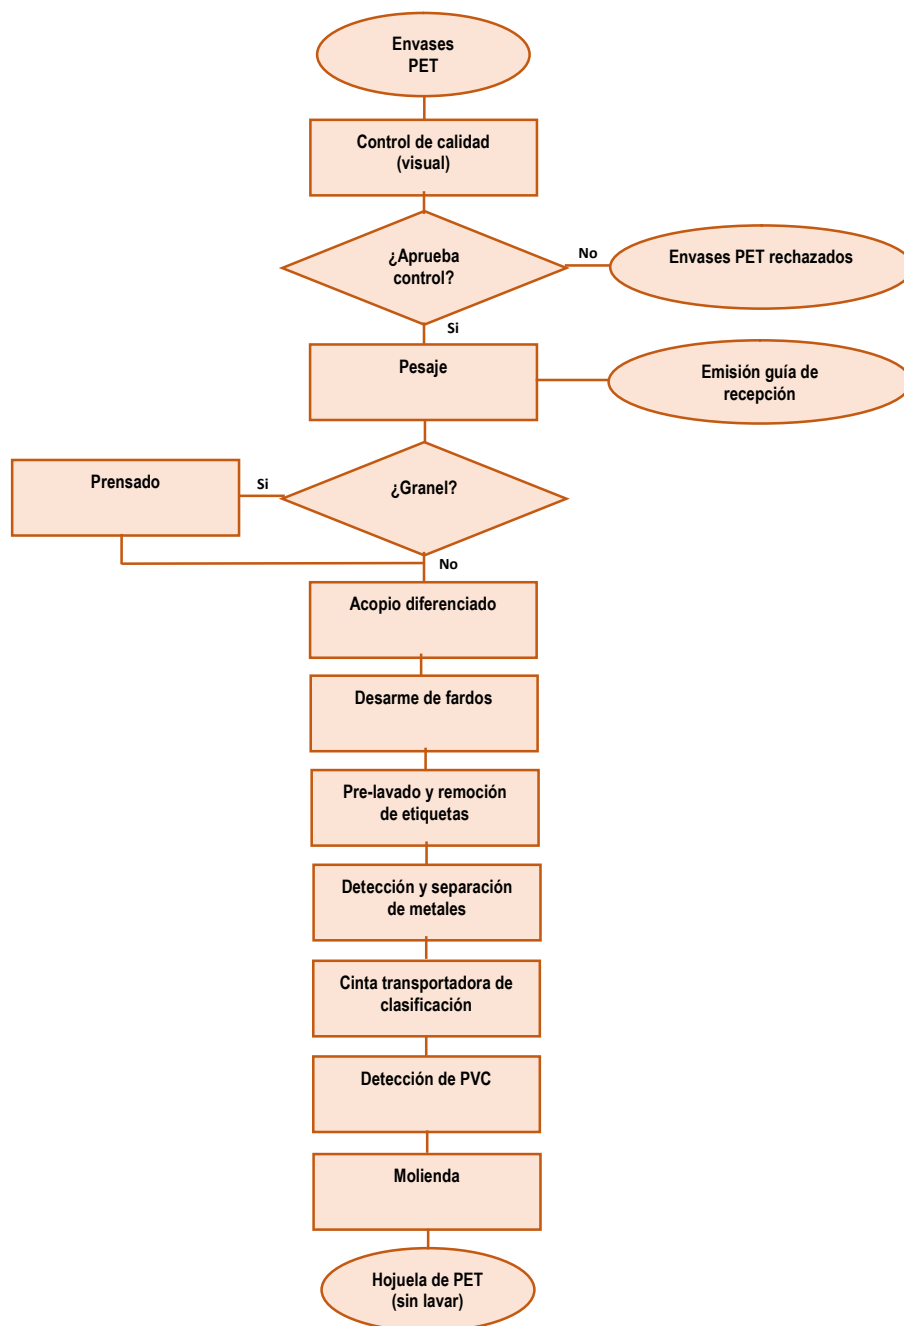 Envases
PET
Control de calidad
(visual)
¿Aprueba
control?
No
Envases PET rechazados
Si
Pesaje
Emisión guía de
recepción
Prensado
Si
¿Granel?
No
Acopio diferenciado
Desarme de fardos
Pre-lavado y remoción
de etiquetas
Detección y separación
de metales
Cinta transportadora de
clasificación
Detección de PVC
Molienda
Hojuela de PET
(sin lavar)